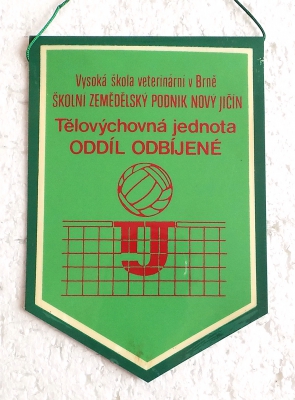 Vysoká škola veterinární v Brně
ŠKOLNÍ ZEMĚDĚLSKÝ PODNIK NOVÝ JIČÍN
Tělovýchovná jednota
ODDÍL ODBÍJENÉ
TJ